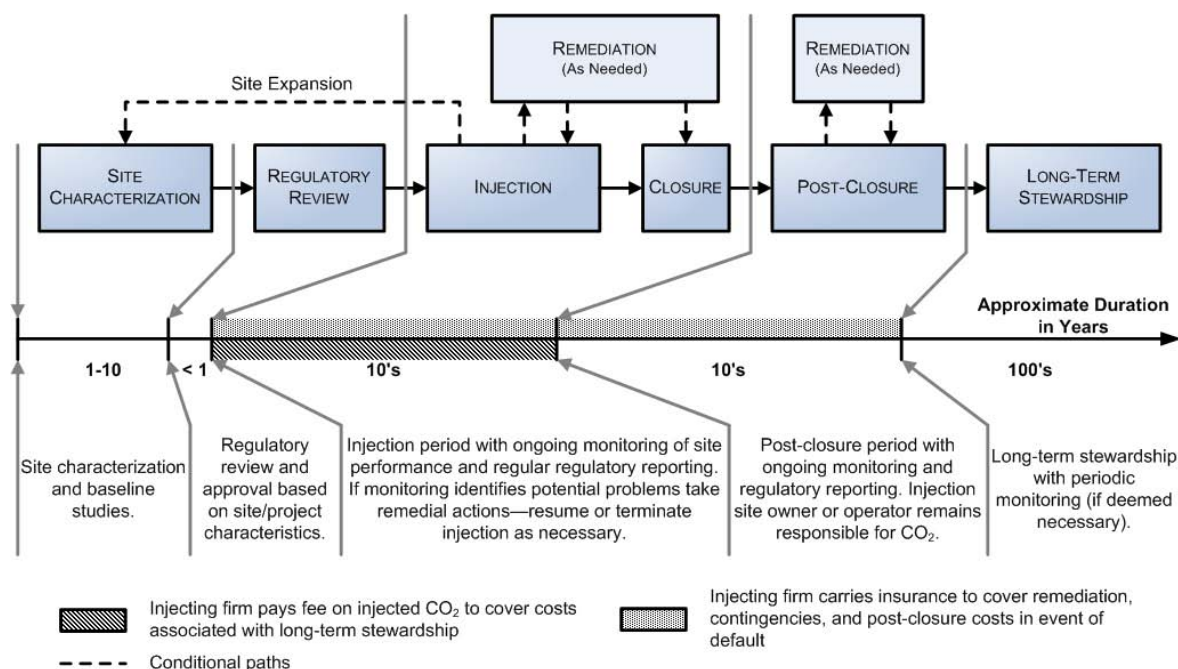 REMEDIATION
(As Needed)
REMEDIATION
(As Needed)
Site Expansion
SITE
CHARACTERIZATION
REGULATORY
REVIEW
INJECTION
CLOSURE
POST-CLOSURE
LONG-TERM
STEWARDSHIP
Approximate Duration
in Years
1-10
< 1
10's
10's
100's
Site characterization
and baseline
studies.
Regulatory
review and
approval based
on site/project
characteristics.
Injection period with ongoing monitoring of site
performance and regular regulatory reporting.
If monitoring identifies potential problems take
remedial actions—resume or terminate
injection as necessary.
Post-closure period with
ongoing monitoring and
regulatory reporting. Injection
site owner or operator remains
responsible for CO₂.
Long-term stewardship
with periodic
monitoring (if deemed
necessary).
Injecting firm pays fee on injected CO₂ to cover costs
associated with long-term stewardship
Injecting firm carries insurance to cover remediation,
contingencies, and post-closure costs in event of
default
Conditional paths